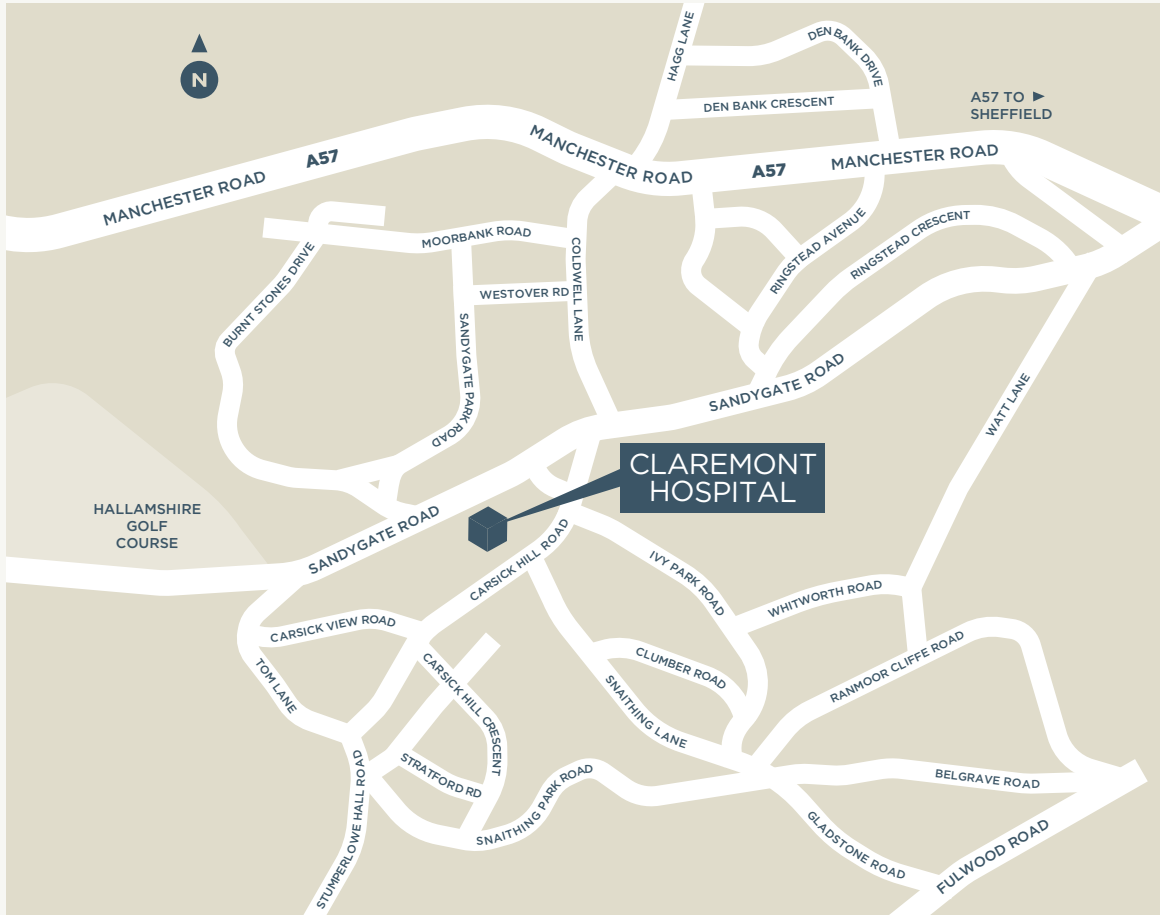 HAGG LANE
DEN BANK DRIVE
N
DEN BANK CRESCENT
A57 TO
SHEFFIELD
MANCHESTER ROAD
A57
MANCHESTER ROAD
A57
MANCHESTER ROAD
MOORBANK ROAD
COLDWELL LANE
RINGSTEAD AVENUE
RINGSTEAD CRESCENT
BURNT STONES DRIVE
WESTOVER RD
SANDYGATE PARK ROAD
SANDYGATE ROAD
WATT LANE
CLAREMONT
HOSPITAL
HALLAMSHIRE
GOLF
COURSE
SANDYGATE ROAD
CARSICK HILL ROAD
IVY PARK ROAD
WHITWORTH ROAD
CARSICK VIEW ROAD
TOM LANE
CARSICK HILL CRESCENT
CLUMBER ROAD
RANMOOR CLIFFE ROAD
SNAITHING LANE
STRATFORD RD
STUMPERLOWE HALL ROAD
SNAITHING PARK ROAD
BELGRAVE ROAD
GLADSTONE ROAD
FULWOOD ROAD